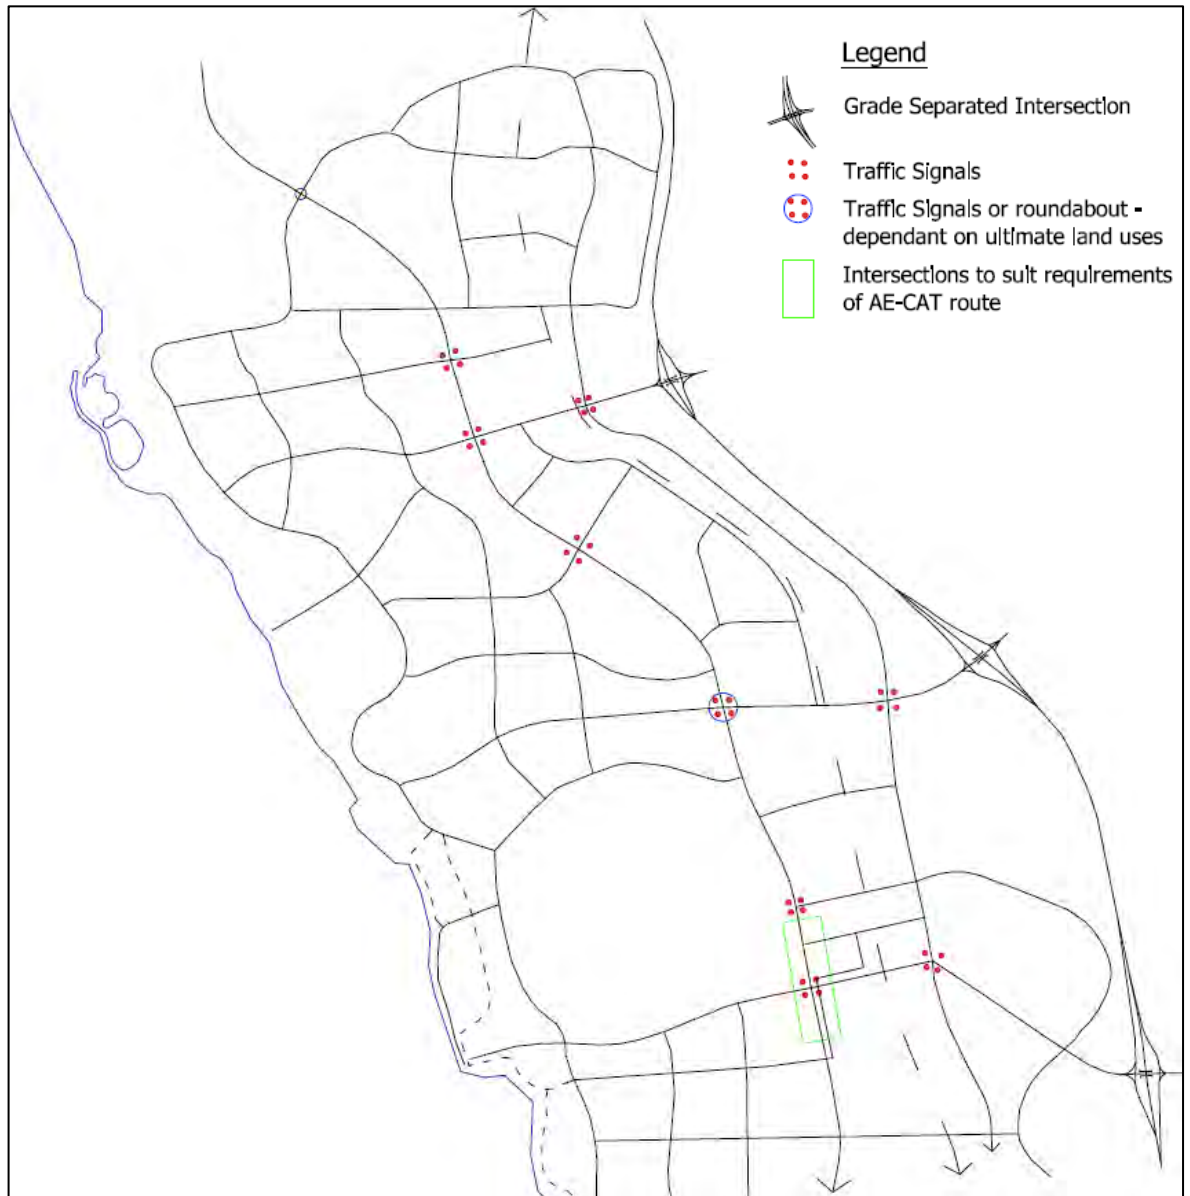 Legend
Grade Separated Intersection
Traffic Signals
Traffic Signals or roundabout -
dependant on ultimate land uses
Intersections to suit requirements
of AE-CAT route